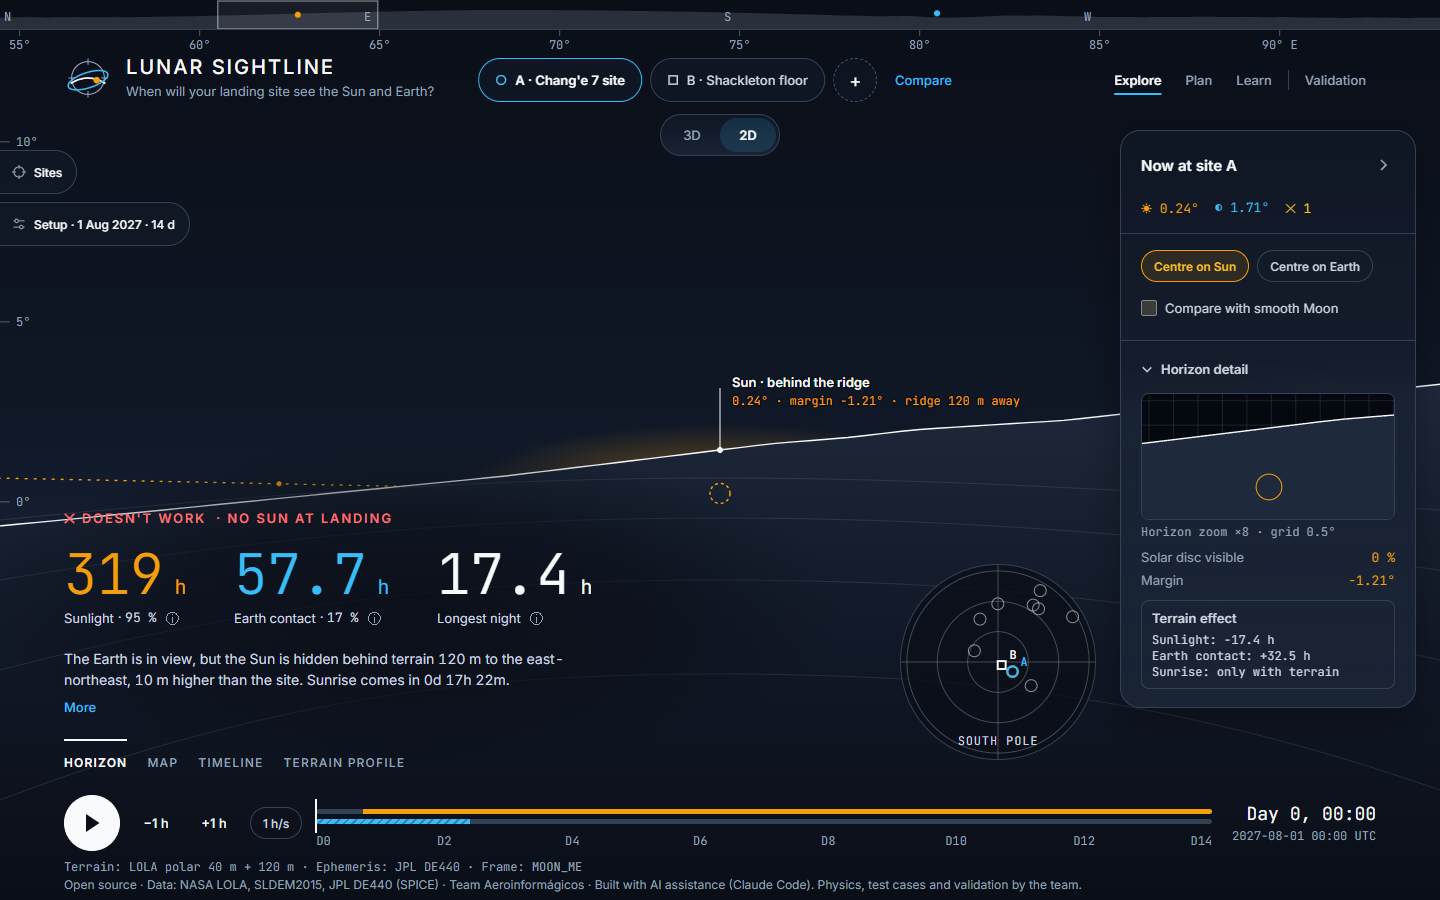 N E S W
55° 60° 65° 70° 75° 80° 85° 90° E
LUNAR SIGHTLINE
When will your landing site see the Sun and Earth?
A · Chang'e 7 site
B · Shackleton floor
+
Compare
Explore Plan Learn Validation
3D 2D
10°
Sites
Setup · 1 Aug 2027 · 14 d
5°
0°
Now at site A
0.24° 1.71° 1
Centre on Sun
Centre on Earth
Compare with smooth Moon
Horizon detail
Horizon zoom ×8 · grid 0.5°
Solar disc visible 0 %
Margin -1.21°
Terrain effect
Sunlight: -17.4 h
Earth contact: +32.5 h
Sunrise: only with terrain
Sun · behind the ridge
0.24° · margin -1.21° · ridge 120 m away
DOESN'T WORK · NO SUN AT LANDING
319 h 57.7 h 17.4 h
Sunlight · 95 % Earth contact · 17 % Longest night
The Earth is in view, but the Sun is hidden behind terrain 120 m to the east-
northeast, 10 m higher than the site. Sunrise comes in 0d 17h 22m.
More
B A
SOUTH POLE
HORIZON MAP TIMELINE TERRAIN PROFILE
−1 h +1 h 1 h/s
D0 D2 D4 D6 D8 D10 D12 D14
Day 0, 00:00
2027-08-01 00:00 UTC
Terrain: LOLA polar 40 m + 120 m · Ephemeris: JPL DE440 · Frame: MOON_ME
Open source · Data: NASA LOLA, SLDEM2015, JPL DE440 (SPICE) · Team Aeroinformágicos · Built with AI assistance (Claude Code). Physics, test cases and validation by the team.